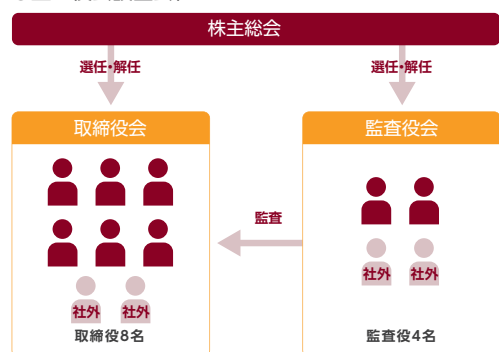 株主総会
選任・解任
選任・解任
取締役会
監査役会
監査
社外 社外
社外 社外
取締役8名
監査役4名